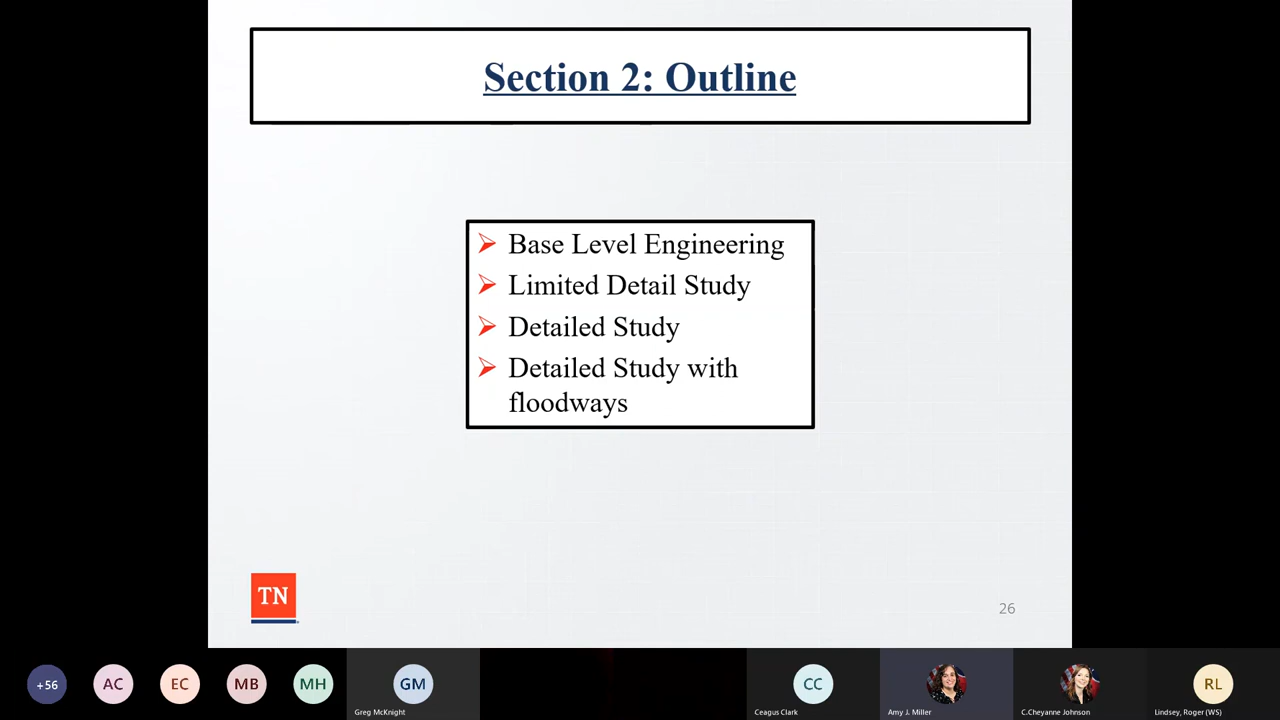 Section 2: Outline
Base Level Engineering
Limited Detail Study
Detailed Study
Detailed Study with
floodways
TN
26
+56
AC
EC
MB
MH
GM
Greg McKnight
CC
Ceagus Clark
Amy J. Miller
C.Cheyanne Johnson
RL
Lindsey, Roger (WS)